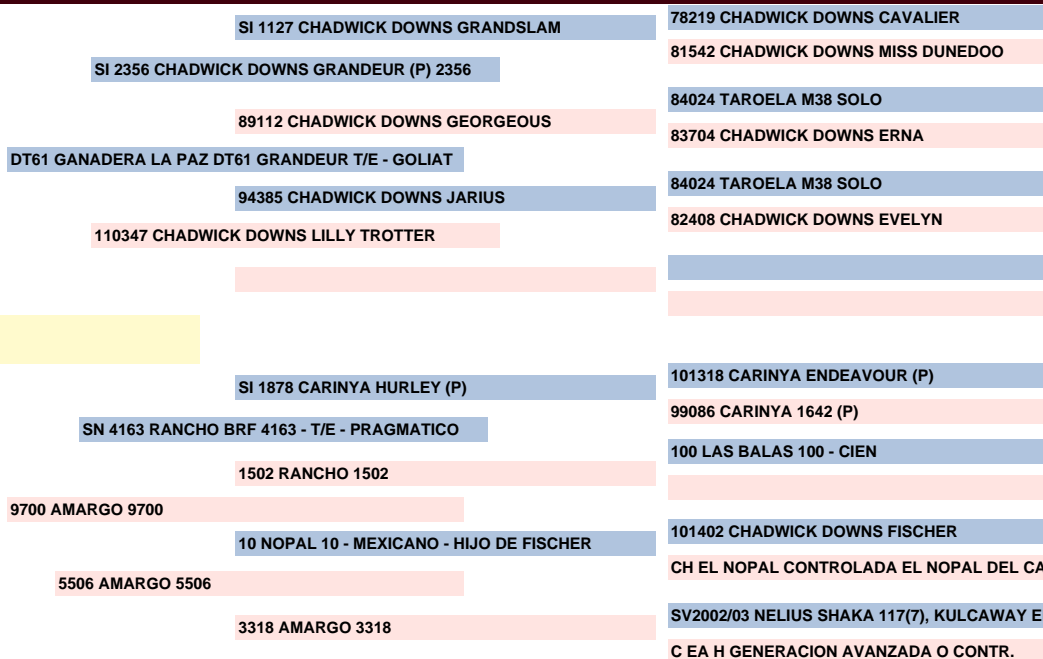 78219 CHADWICK DOWNS CAVALIER
SI 1127 CHADWICK DOWNS GRANDSLAM
81542 CHADWICK DOWNS MISS DUNEDOO
SI 2356 CHADWICK DOWNS GRANDEUR (P) 2356
84024 TAROELA M38 SOLO
89112 CHADWICK DOWNS GEORGEOUS
83704 CHADWICK DOWNS ERNA
DT61 GANADERA LA PAZ DT61 GRANDEUR T/E - GOLIAT
84024 TAROELA M38 SOLO
94385 CHADWICK DOWNS JARIUS
82408 CHADWICK DOWNS EVELYN
110347 CHADWICK DOWNS LILLY TROTTER
101318 CARINYA ENDEAVOUR (P)
SI 1878 CARINYA HURLEY (P)
99086 CARINYA 1642 (P)
SN 4163 RANCHO BRF 4163 - T/E - PRAGMATICO
100 LAS BALAS 100 - CIEN
1502 RANCHO 1502
9700 AMARGO 9700
101402 CHADWICK DOWNS FISCHER
10 NOPAL 10 - MEXICANO - HIJO DE FISCHER
CH EL NOPAL CONTROLADA EL NOPAL DEL CA
5506 AMARGO 5506
SV2002/03 NELIUS SHAKA 117(7), KULCAWAY E
3318 AMARGO 3318
C EA H GENERACION AVANZADA O CONTR.